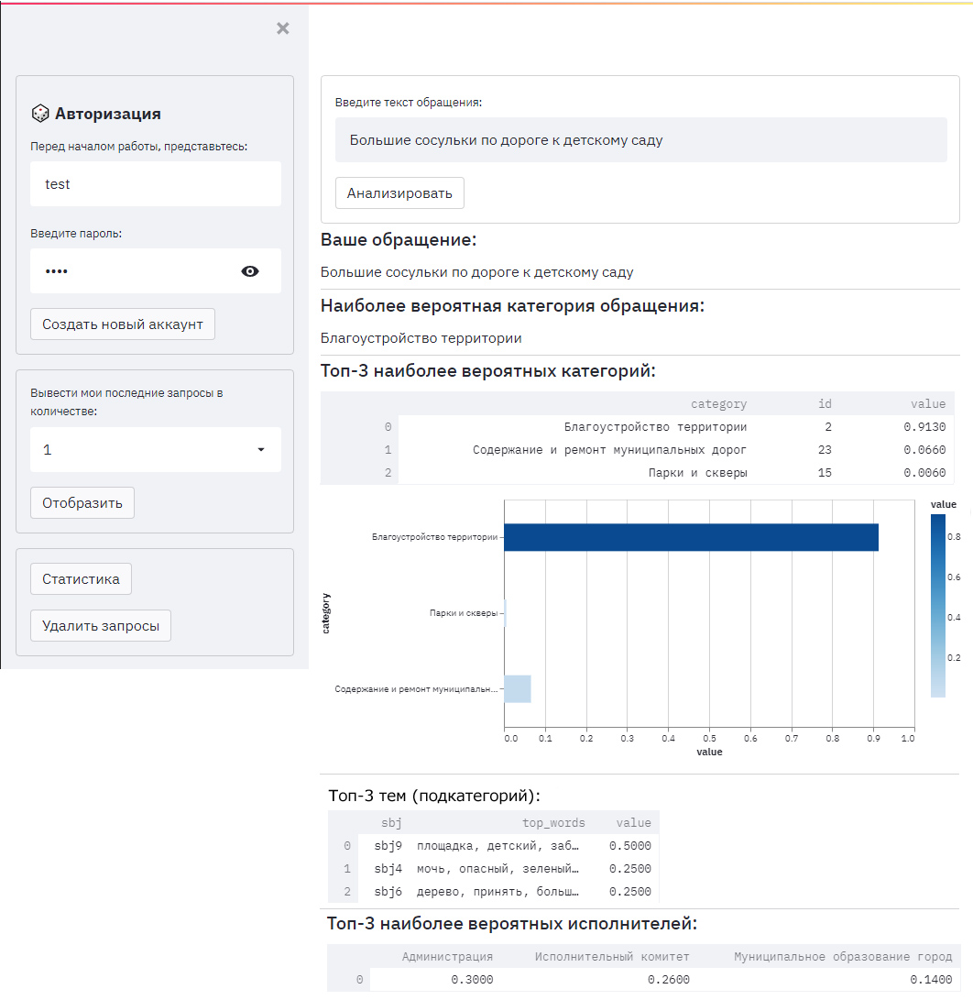 ×
Авторизация
Перед началом работы, представьтесь:
test
Введите пароль:
••••
Создать новый аккаунт
Вывести мои последние запросы в
количестве:
1
Отобразить
Статистика
Удалить запросы
Введите текст обращения:
Большие сосульки по дороге к детскому саду
Анализировать
Ваше обращение:
Большие сосульки по дороге к детскому саду
Наиболее вероятная категория обращения:
Благоустройство территории
Топ-3 наиболее вероятных категорий:
category id value
0 Благоустройство территории 2 0.9130
1 Содержание и ремонт муниципальных дорог 23 0.0660
2 Парки и скверы 15 0.0060
value
Благоустройство территории
0.8
0.6
category
Парки и скверы
0.4
0.2
Содержание и ремонт муниципальн...
0.0 0.1 0.2 0.3 0.4 0.5 0.6 0.7 0.8 0.9 1.0
value
Топ-3 тем (подкатегорий):
sbj top_words value
0 sbj9 площадка, детский, заб… 0.5000
1 sbj4 мочь, опасный, зеленый… 0.2500
2 sbj6 дерево, принять, больш… 0.2500
Топ-3 наиболее вероятных исполнителей:
Администрация Исполнительный комитет Муниципальное образование город
0 0.3000 0.2600 0.1400